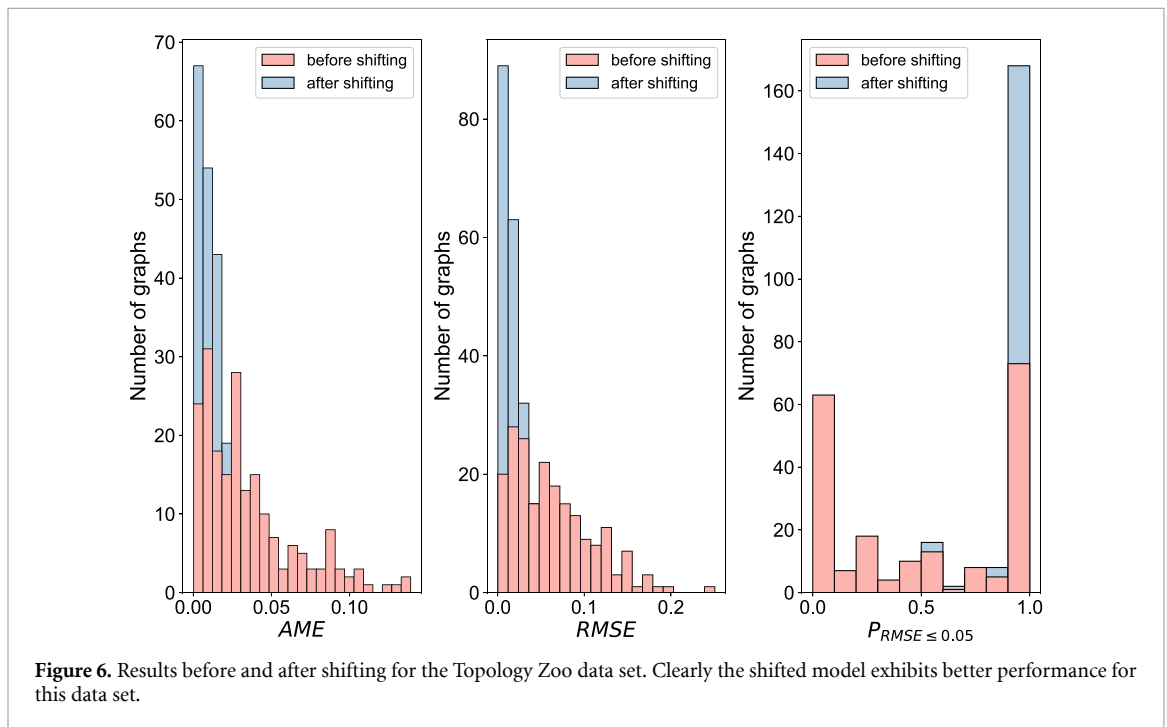 before shifting
after shifting
70
60
50
40
30
20
10
0
Number of graphs
0.00
0.05
0.10
AME
before shifting
after shifting
80
60
40
20
0
Number of graphs
0.0
0.1
0.2
RMSE
before shifting
after shifting
160
140
120
100
80
60
40
20
0
Number of graphs
0.0
0.5
1.0
P_{RMSE ≤ 0.05}
Figure 6. Results before and after shifting for the Topology Zoo data set. Clearly the shifted model exhibits better performance for
this data set.